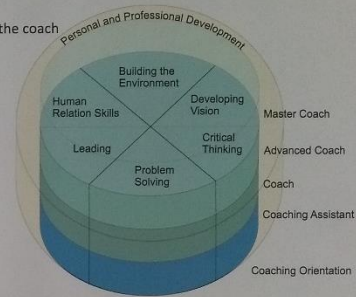 the coach
Personal and Professional Development
Building the
Environment
Human
Relation Skills
Developing
Vision
Leading
Critical
Thinking
Problem
Solving
Master Coach
Advanced Coach
Coach
Coaching Assistant
Coaching Orientation